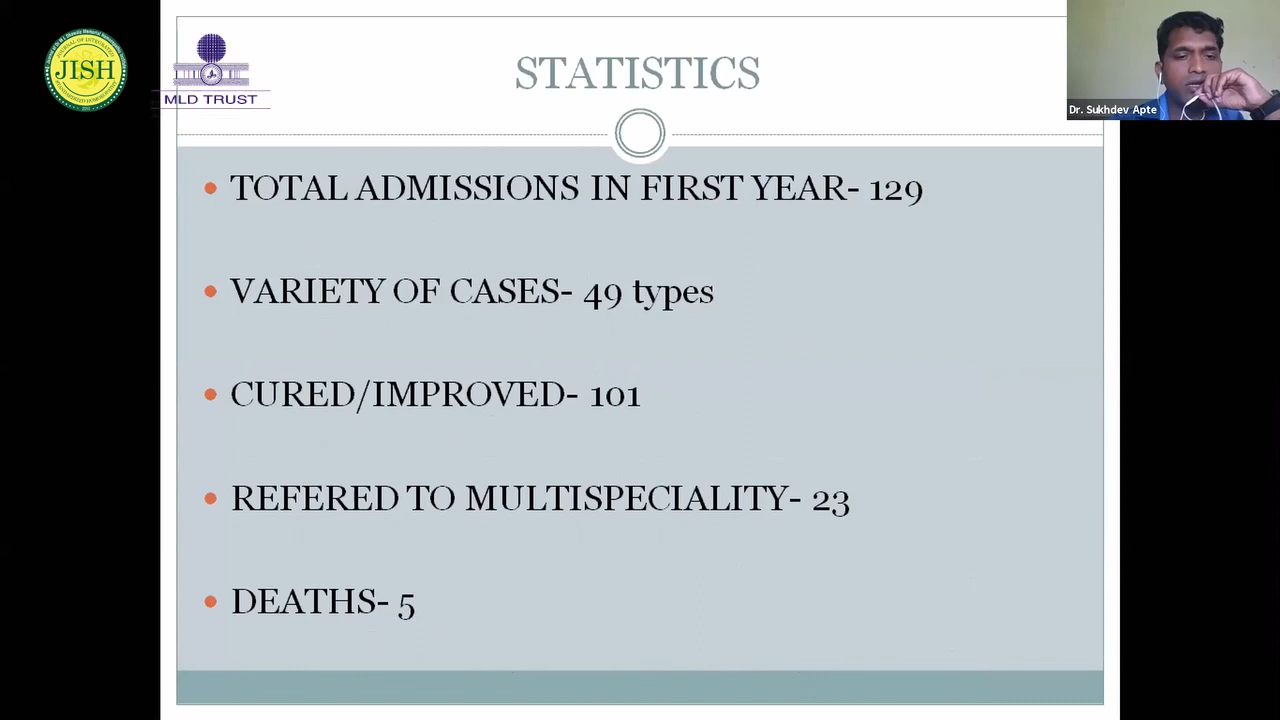 JISH
MLD TRUST
STATISTICS
Dr. Sukhdev Apte
• TOTAL ADMISSIONS IN FIRST YEAR- 129
• VARIETY OF CASES- 49 types
• CURED/IMPROVED- 101
• REFERED TO MULTISPECIALITY- 23
• DEATHS- 5